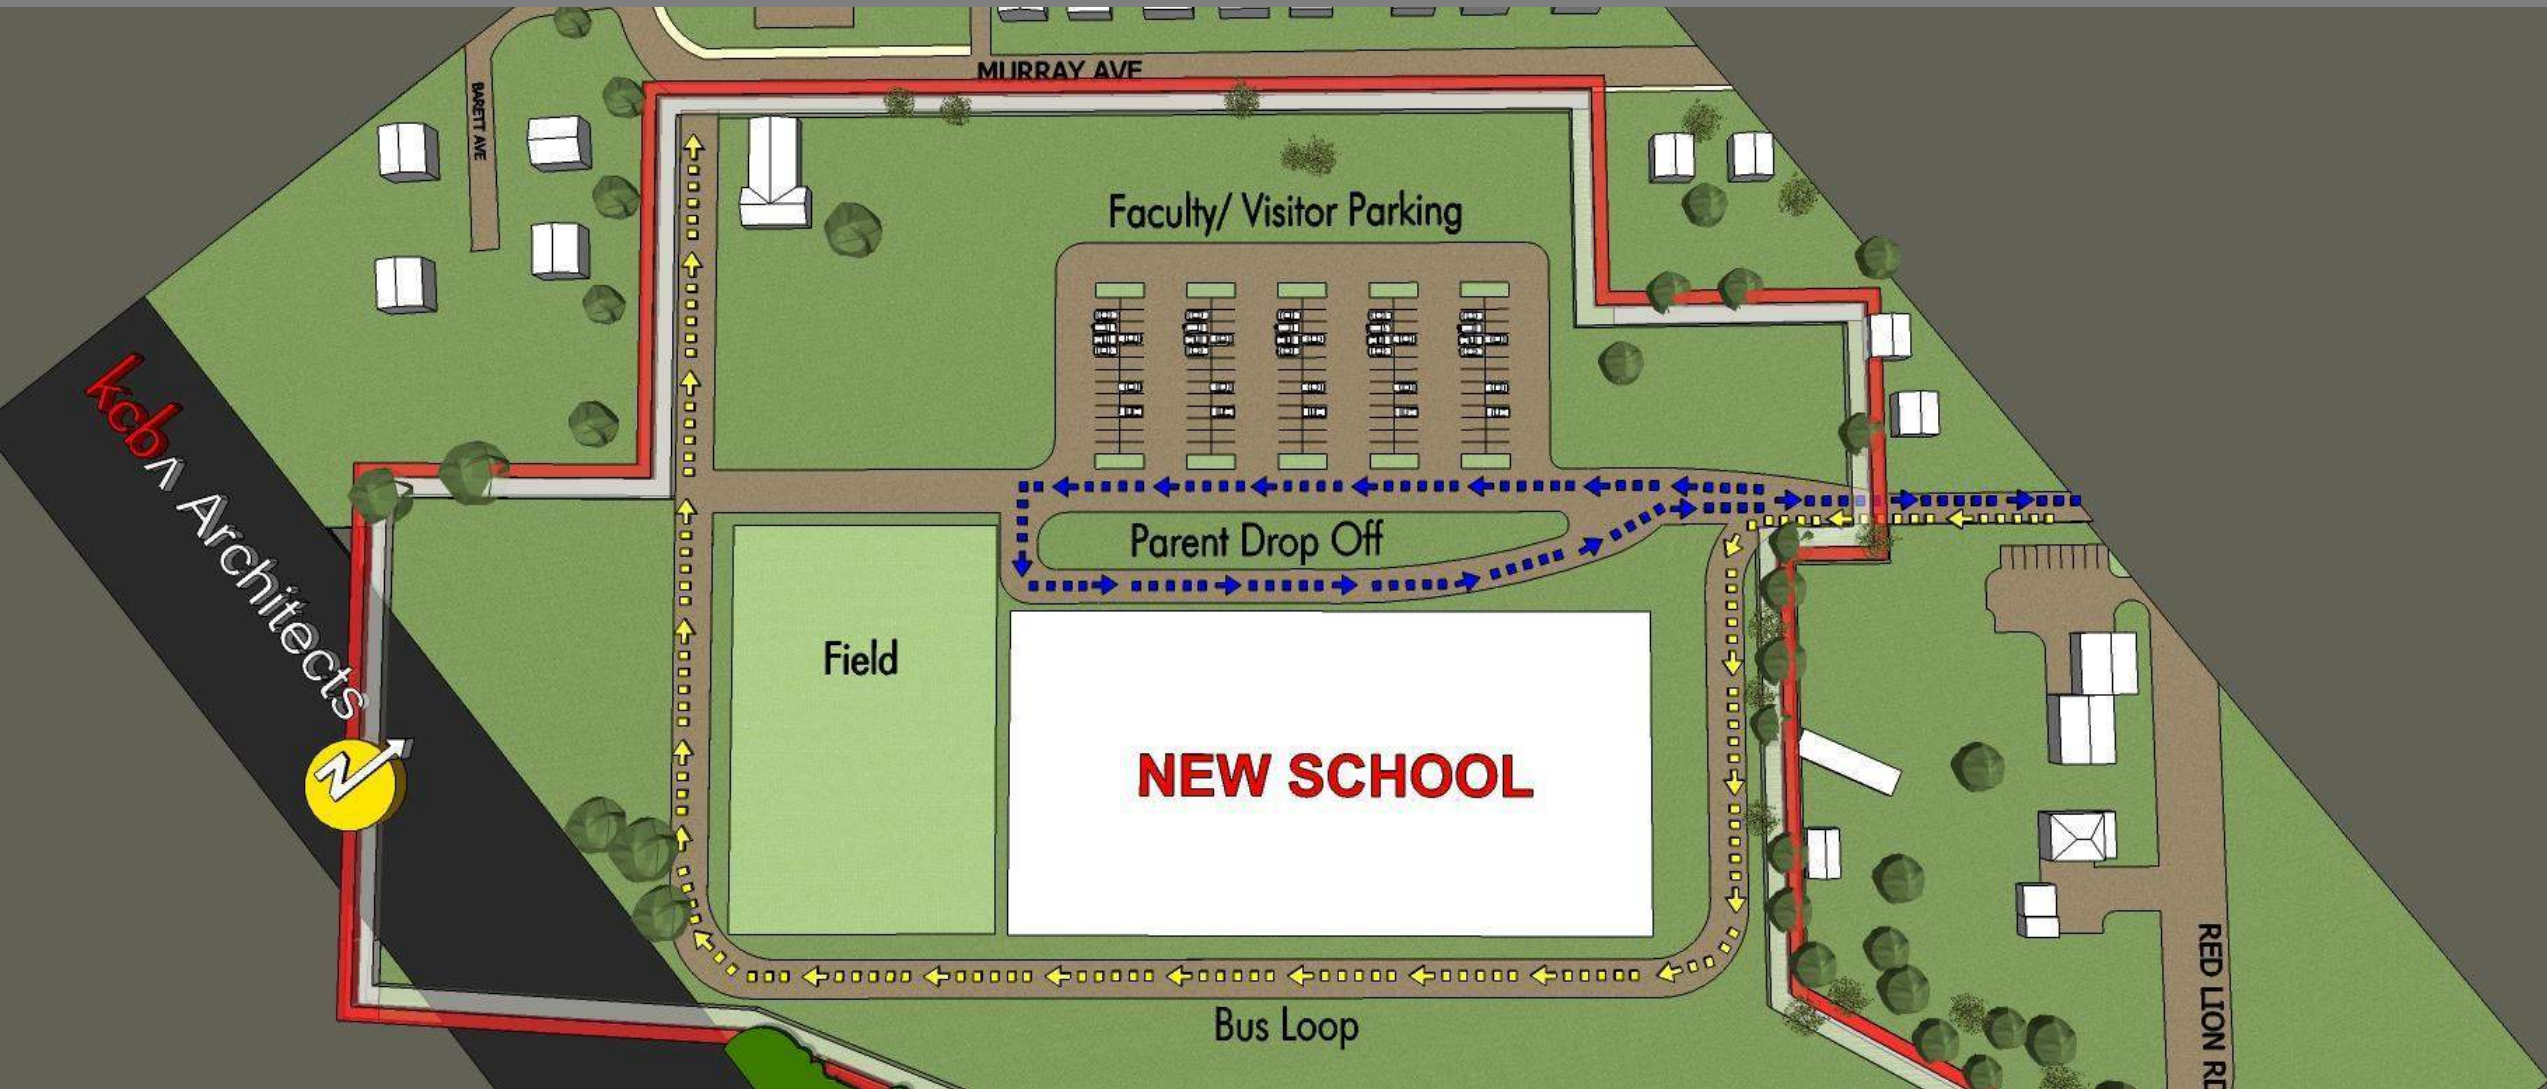 MURRAY AVE
BARETT AVE
Faculty/ Visitor Parking
kcbA Architects
Parent Drop Off
Field
NEW SCHOOL
N
Bus Loop
RED LION RD